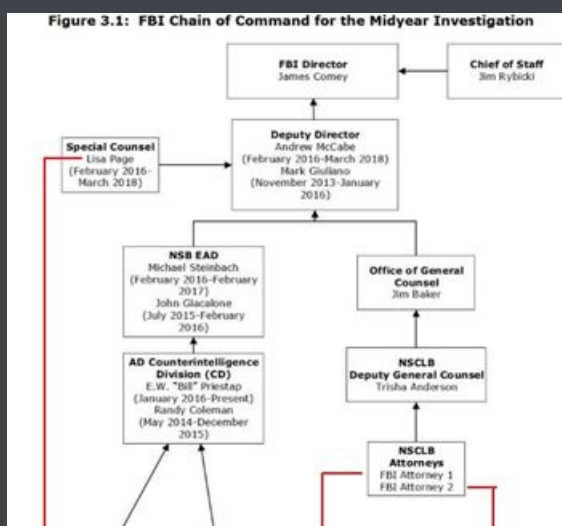 Figure 3.1: FBI Chain of Command for the Midyear Investigation
FBI Director
James Comey
Chief of Staff
Jim Rybicki
Deputy Director
Andrew McCabe
(February 2016-March 2018)
Mark Giuliano
(November 2013-January
2016)
Special Counsel
Lisa Page
(February 2016-
March 2018)
NSB EAD
Michael Steinbach
(February 2016-February
2017)
John Giacalone
(July 2015-February
2016)
Office of General
Counsel
Jim Baker
AD Counterintelligence
Division (CD)
E.W. "Bill" Priestap
(January 2016-Present)
Randy Coleman
(May 2014-December
2015)
NSCLB
Deputy General Counsel
Trisha Anderson
NSCLB
Attorneys
FBI Attorney 1
FBI Attorney 2